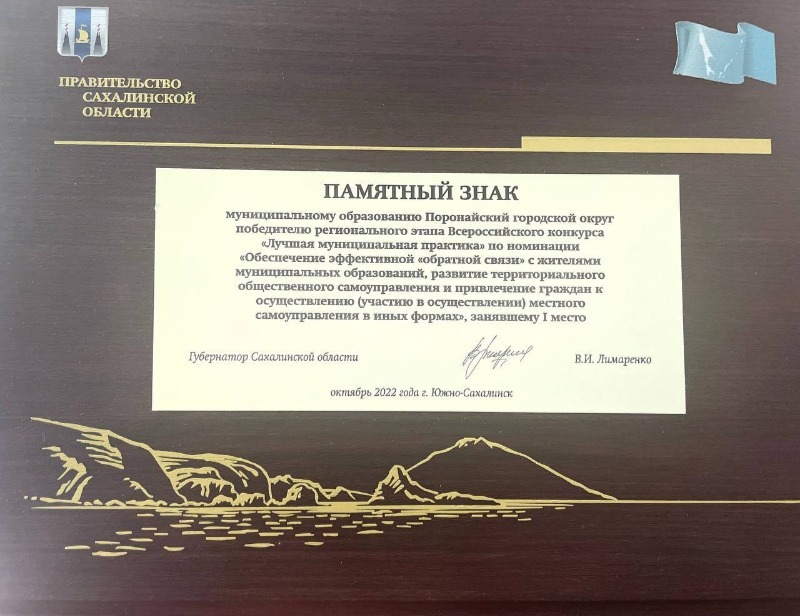 ПРАВИТЕЛЬСТВО
САХАЛИНСКОЙ
ОБЛАСТИ
ПАМЯТНЫЙ ЗНАК
муниципальному образованию Поронайский городской округ
победителю регионального этапа Всероссийского конкурса
«Лучшая муниципальная практика» по номинации
«Обеспечение эффективной «обратной связи» с жителями
муниципальных образований, развитие территориального
общественного самоуправления и привлечение граждан к
осуществлению (участию в осуществлении) местного
самоуправления в иных формах», занявшему I место
Губернатор Сахалинской области В.И. Лимаренко
октябрь 2022 года г. Южно-Сахалинск